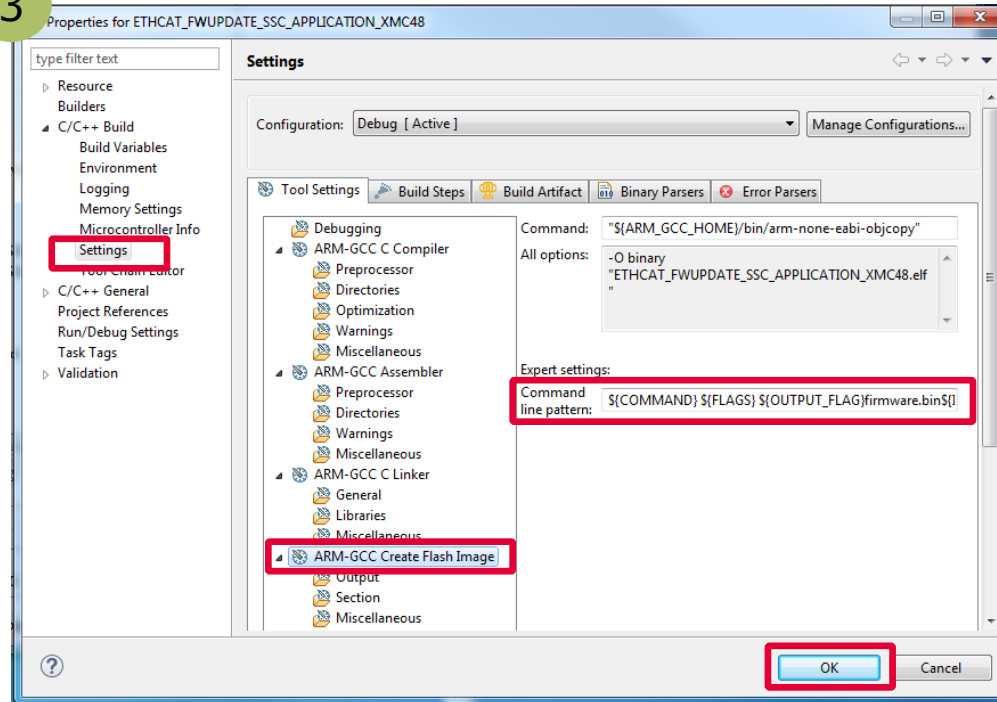 3
Properties for ETHCAT_FWUPDATE_SSC_APPLICATION_XMC48
type filter text
Resource
Builders
C/C++ Build
Build Variables
Environment
Logging
Memory Settings
Microcontroller Info
Settings
Tool Chain Editor
C/C++ General
Project References
Run/Debug Settings
Task Tags
Validation
Settings
Configuration: Debug [ Active ]
Manage Configurations...
Tool Settings
Build Steps
Build Artifact
Binary Parsers
Error Parsers
Debugging
ARM-GCC C Compiler
Preprocessor
Directories
Optimization
Warnings
Miscellaneous
ARM-GCC Assembler
Preprocessor
Directories
Warnings
Miscellaneous
ARM-GCC C Linker
General
Libraries
Miscellaneous
ARM-GCC Create Flash Image
Output
Section
Miscellaneous
Command: "${ARM_GCC_HOME}/bin/arm-none-eabi-objcopy"
All options: -O binary
"ETHCAT_FWUPDATE_SSC_APPLICATION_XMC48.elf
"
Expert settings:
Command
line pattern: ${COMMAND} ${FLAGS} ${OUTPUT_FLAG}firmware.bin${I
OK
Cancel